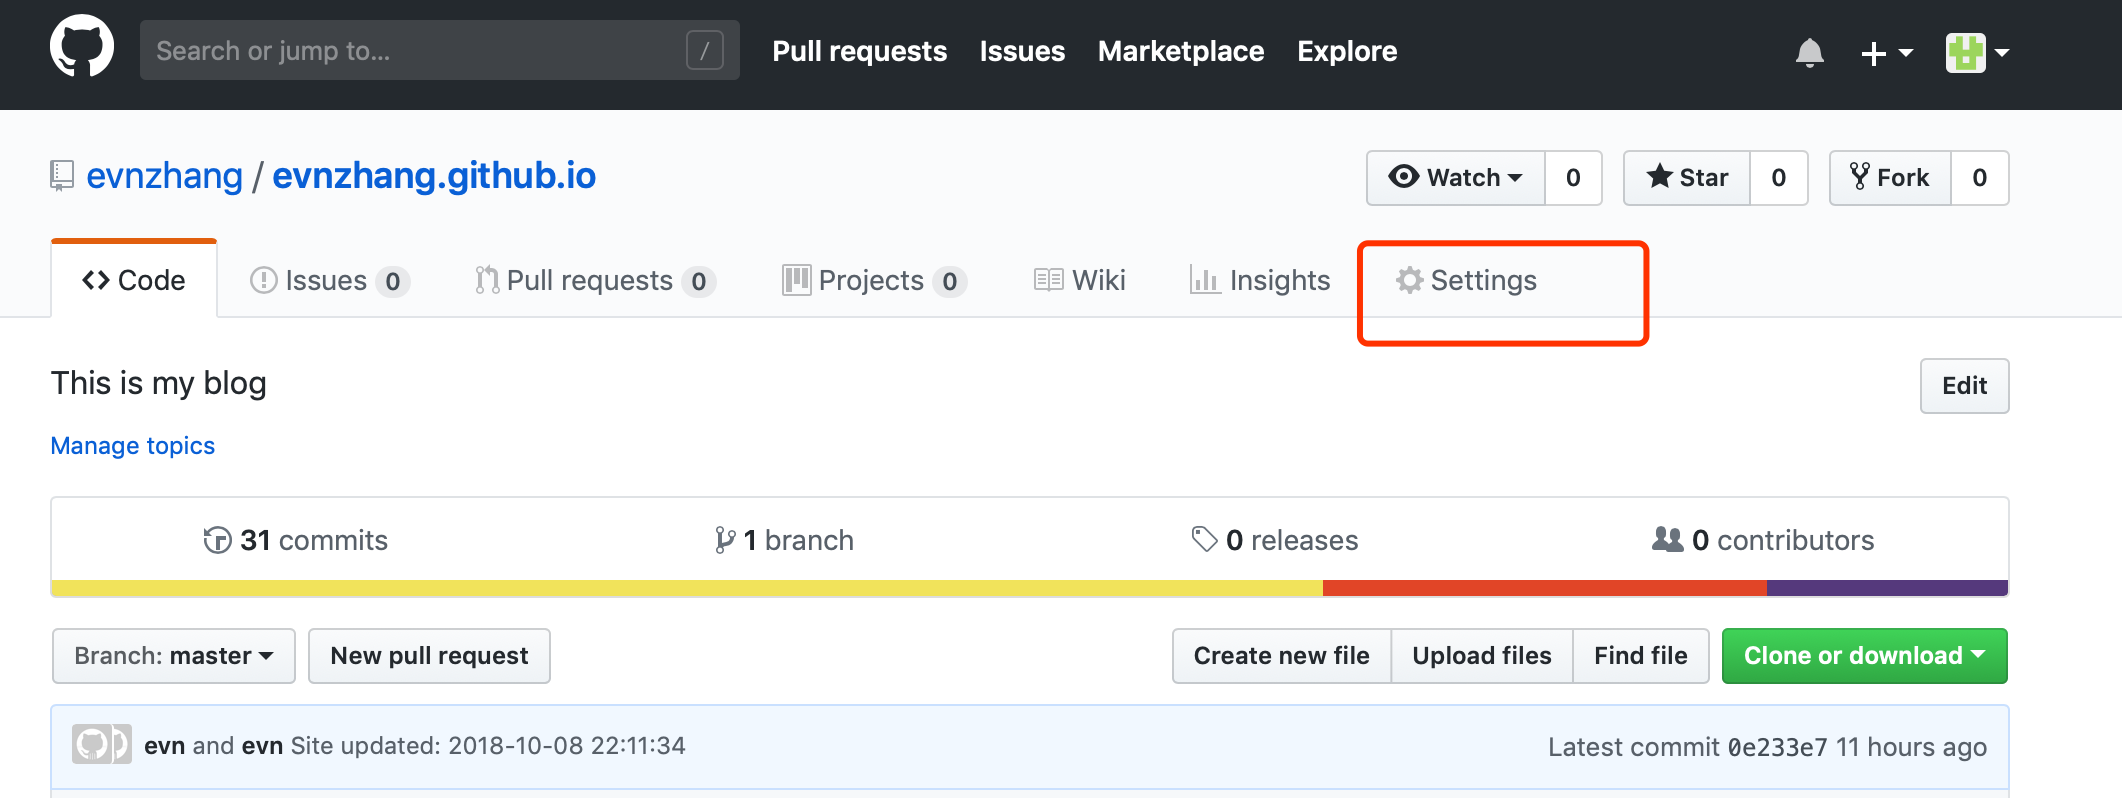 Search or jump to... / Pull requests Issues Marketplace Explore
evnzhang / evnzhang.github.io Watch 0 Star 0 Fork 0
Code Issues 0 Pull requests 0 Projects 0 Wiki Insights Settings
This is my blog Edit
Manage topics
31 commits 1 branch 0 releases 0 contributors
Branch: master New pull request Create new file Upload files Find file Clone or download
evn and evn Site updated: 2018-10-08 22:11:34 Latest commit 0e233e7 11 hours ago